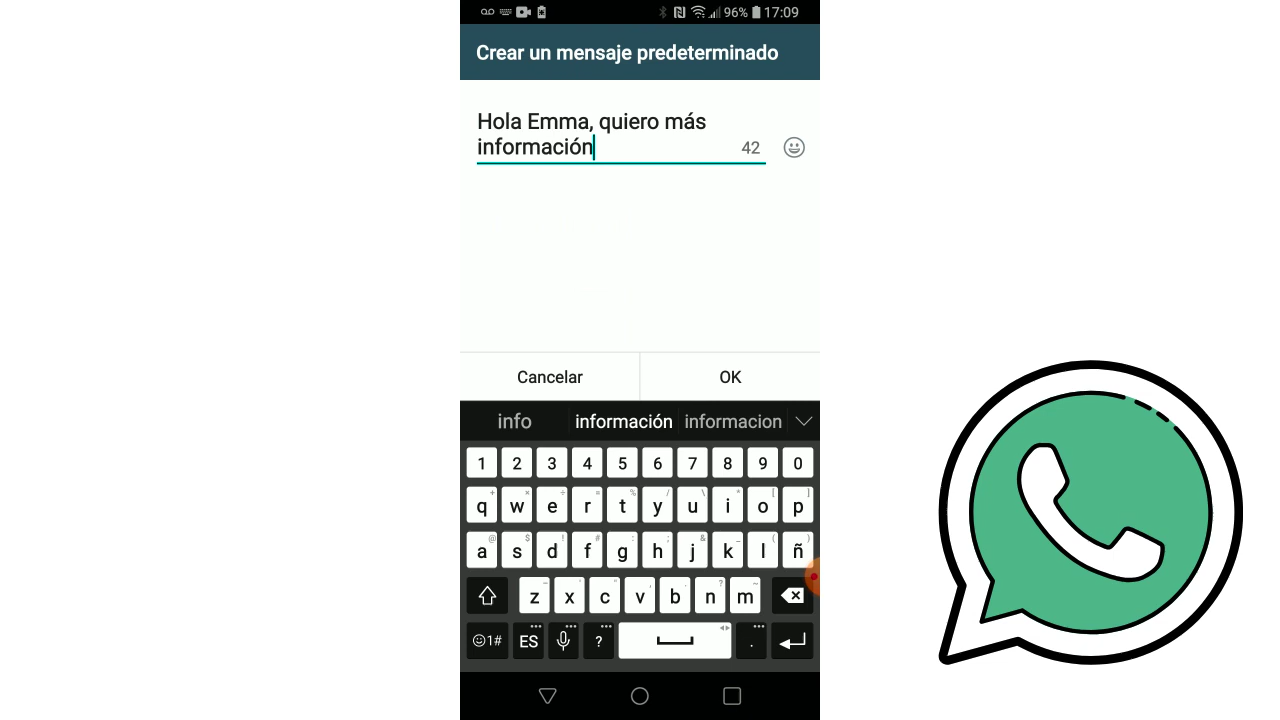 96% 17:09
Crear un mensaje predeterminado
Hola Emma, quiero más
información 42
Cancelar OK
info información informacion
1 2 3 4 5 6 7 8 9 0
q w e r t y u i o p
a s d f g h j k l ñ
z x c v b n m
1# ES ? .